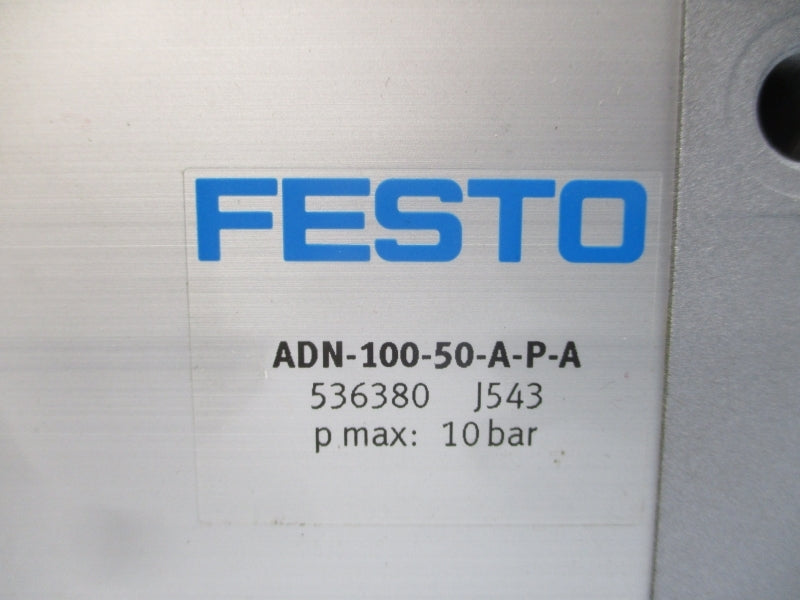 FESTO
ADN-100-50-A-P-A
536380 J543
p max: 10 bar